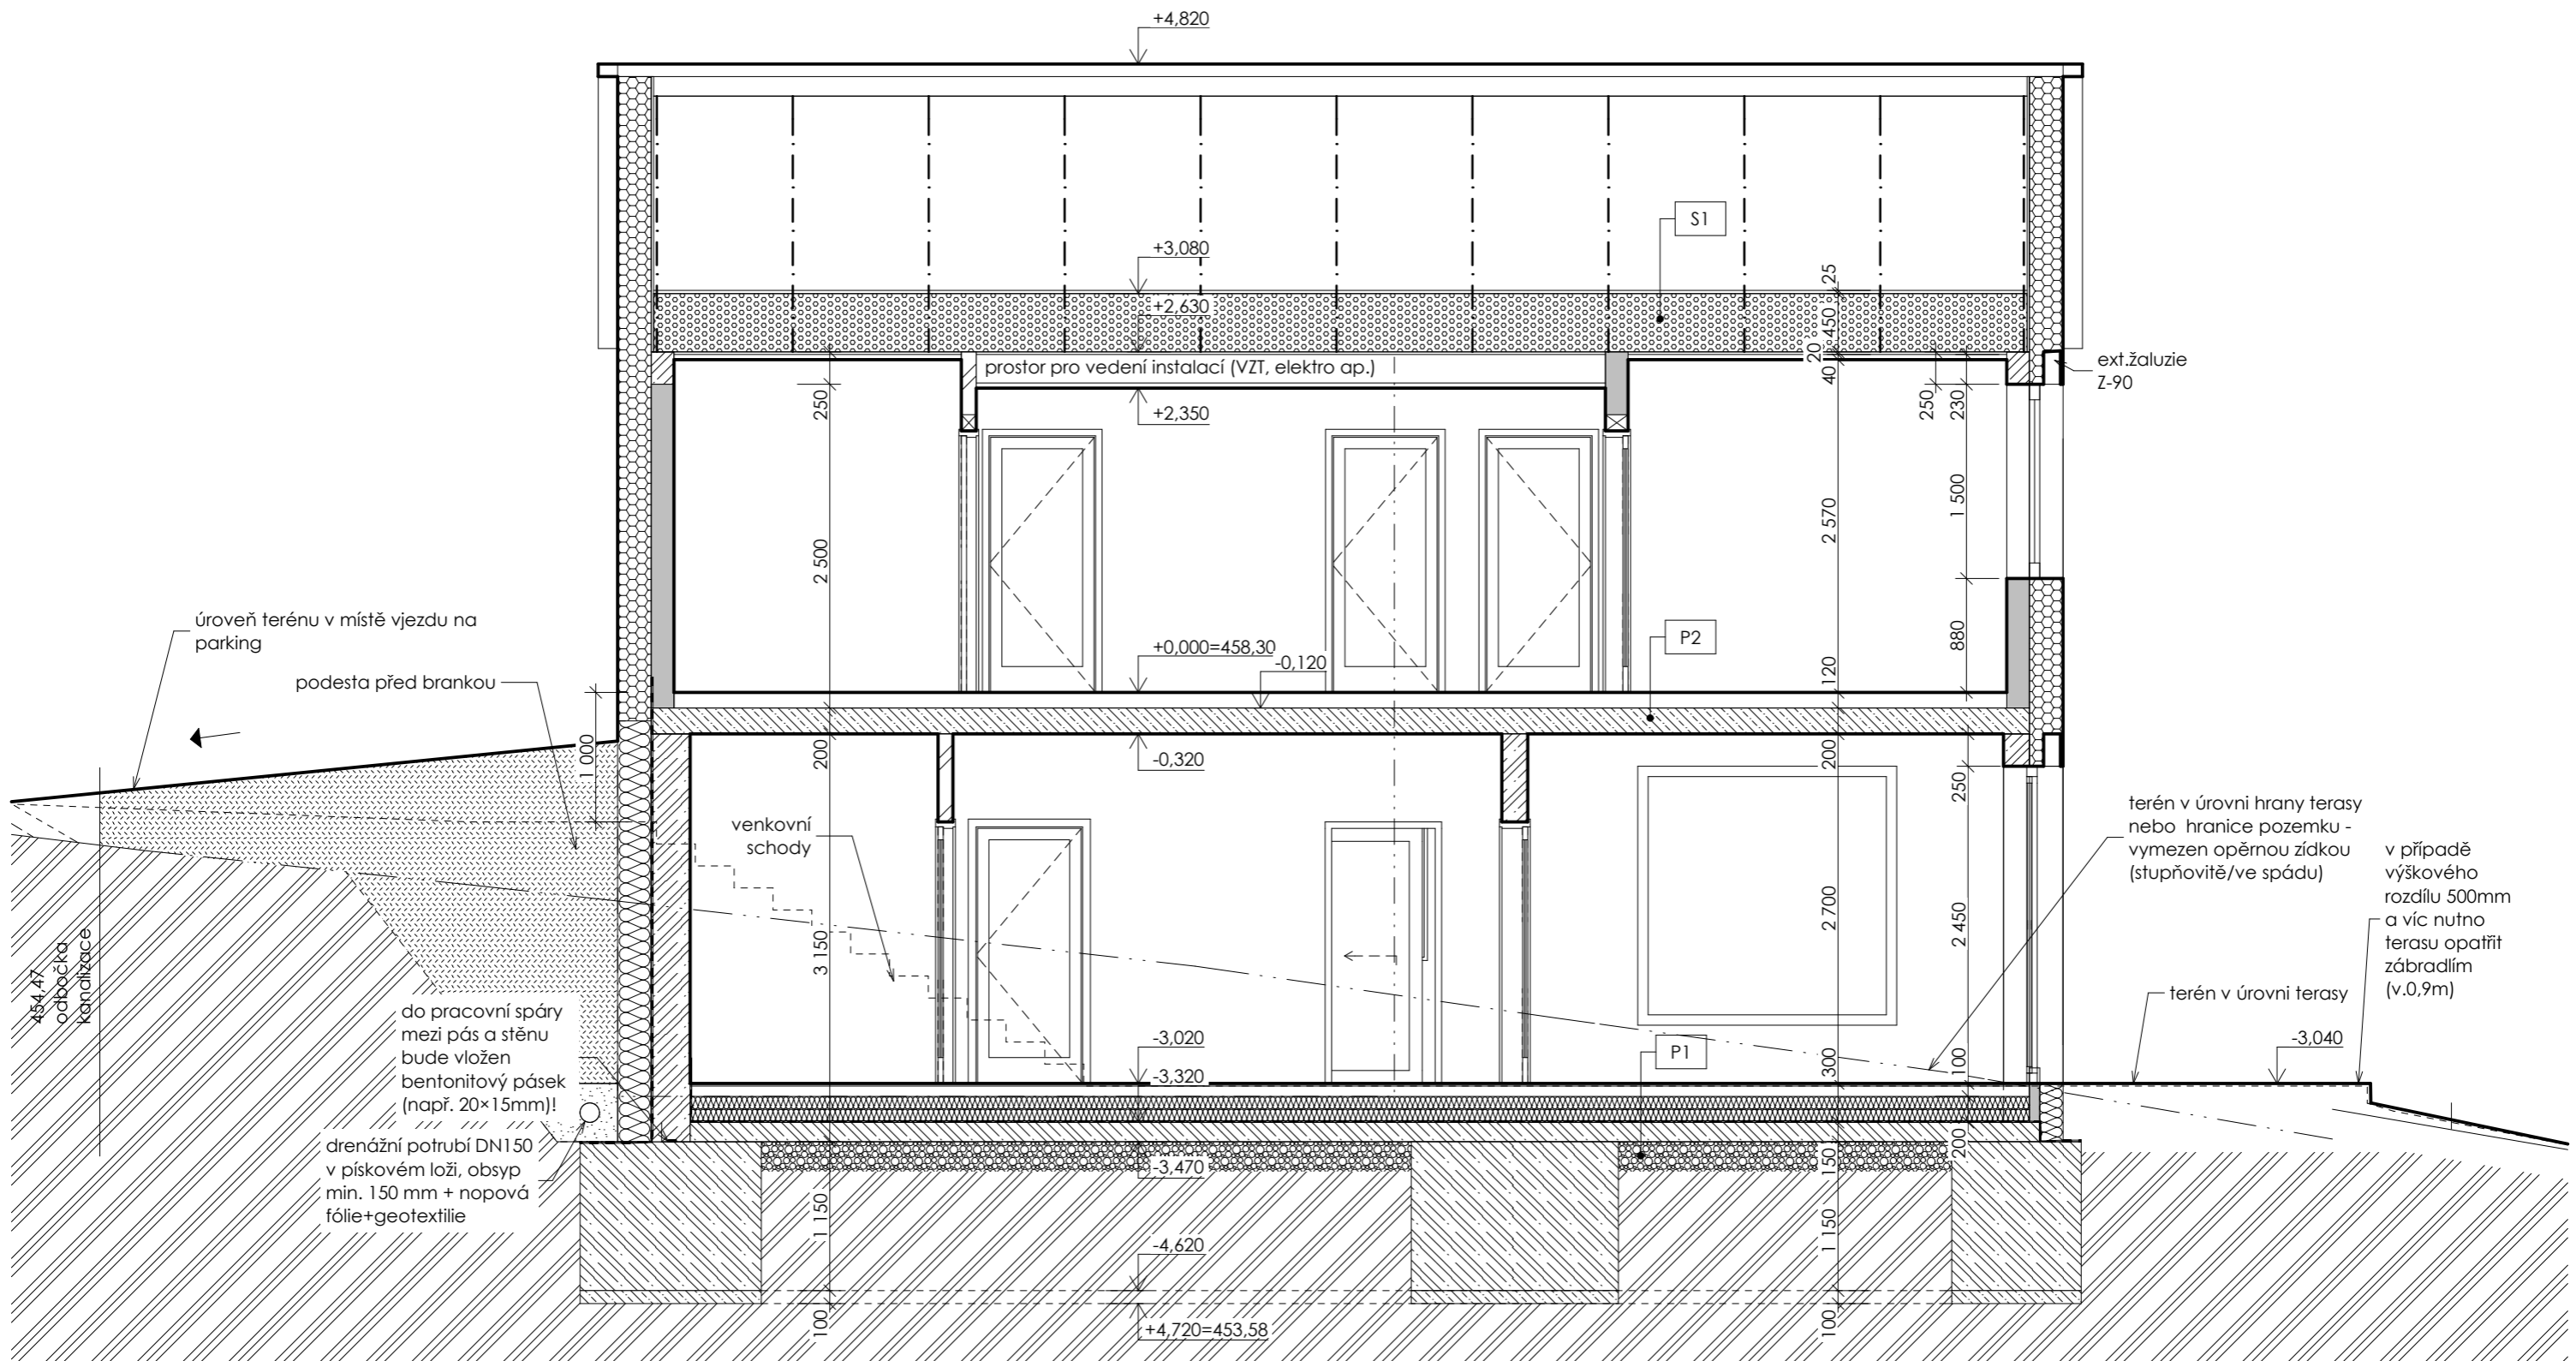 +4,820
S1
+3,080
25
+2,630
450
20
prostor pro vedení instalací (VZT, elektro ap.)
40
ext.žaluzie
Z-90
250
+2,350
250
230
2 500
2 570
1 500
úroveň terénu v místě vjezdu na
parking
P2
880
+0,000=458,30
-0,120
120
podesta před brankou
1 000
200
-0,320
200
250
venkovní
schody
terén v úrovni hrany terasy
nebo hranice pozemku -
vymezen opěrnou zídkou
(stupňovitě/ve spádu)
v případě
výškového
rozdílu 500mm
a víc nutno
terasu opatřit
zábradlím
(v.0,9m)
3 150
2 700
2 450
454,47
odbočka
kanalizace
terén v úrovni terasy
do pracovní spáry
mezi pás a stěnu
bude vložen
bentonitový pásek
(např. 20×15mm)!
-3,020
P1
-3,040
300
100
-3,320
drenážní potrubí DN150
v pískovém loži, obsyp
min. 150 mm + nopová
fólie+geotextilie
-3,470
150
200
1 150
1 150
-4,620
100
+4,720=453,58
100